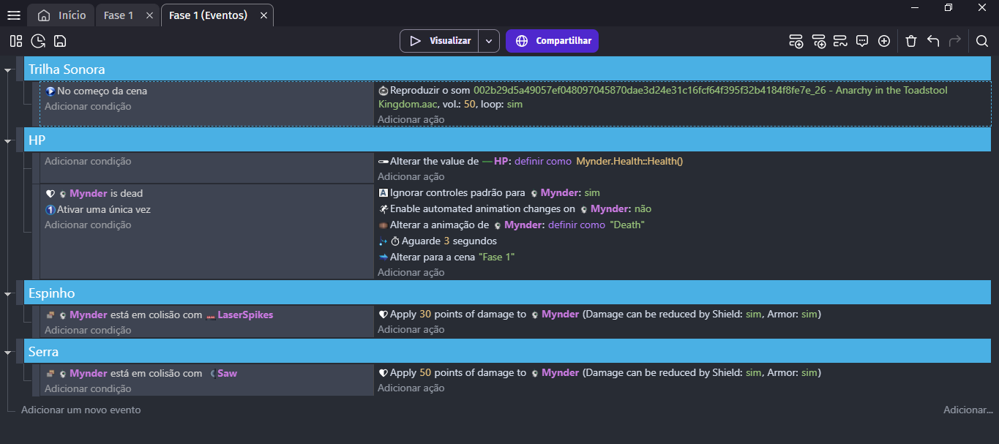 Início
Fase 1
Fase 1 (Eventos)
Visualizar
Compartilhar
Trilha Sonora
No começo da cena
Adicionar condição
Reproduzir o som 002b29d5a49057ef048097045870dae3d24e31c16fcf64f395f32b4184f8fe7e_26 - Anarchy in the Toadstool
Kingdom.aac, vol.: 50, loop: sim
Adicionar ação
HP
Adicionar condição
Alterar the value de HP: definir como Mynder.Health::Health()
Adicionar ação
Mynder is dead
Ativar uma única vez
Adicionar condição
Ignorar controles padrão para Mynder: sim
Enable automated animation changes on Mynder: não
Alterar a animação de Mynder: definir como "Death"
Aguarde 3 segundos
Alterar para a cena "Fase 1"
Adicionar ação
Espinho
Mynder está em colisão com LaserSpikes
Adicionar condição
Apply 30 points of damage to Mynder (Damage can be reduced by Shield: sim, Armor: sim)
Adicionar ação
Serra
Mynder está em colisão com Saw
Adicionar condição
Apply 50 points of damage to Mynder (Damage can be reduced by Shield: sim, Armor: sim)
Adicionar ação
Adicionar um novo evento
Adicionar...